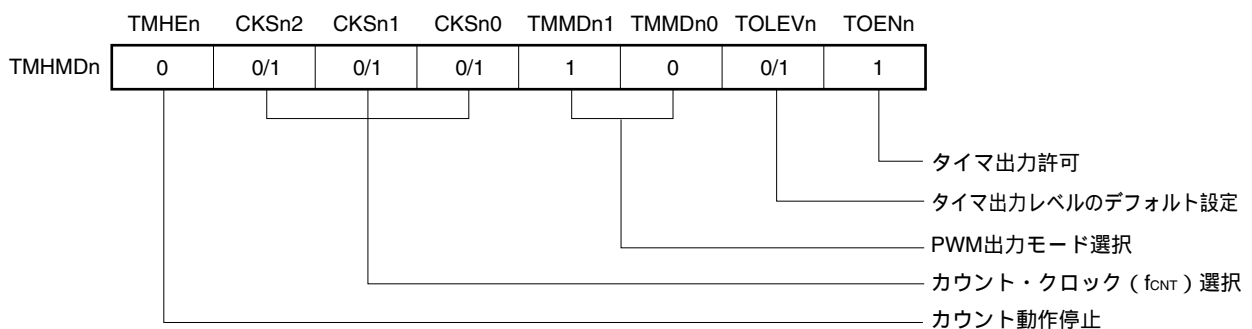 TMHEn CKSn2 CKSn1 CKSn0 TMMDn1 TMMDn0 TOLEVn TOENn
TMHMDn 0 0/1 0/1 0/1 1 0 0/1 1
タイマ出力許可
タイマ出力レベルのデフォルト設定
PWM出力モード選択
カウント・クロック（fCNT）選択
カウント動作停止